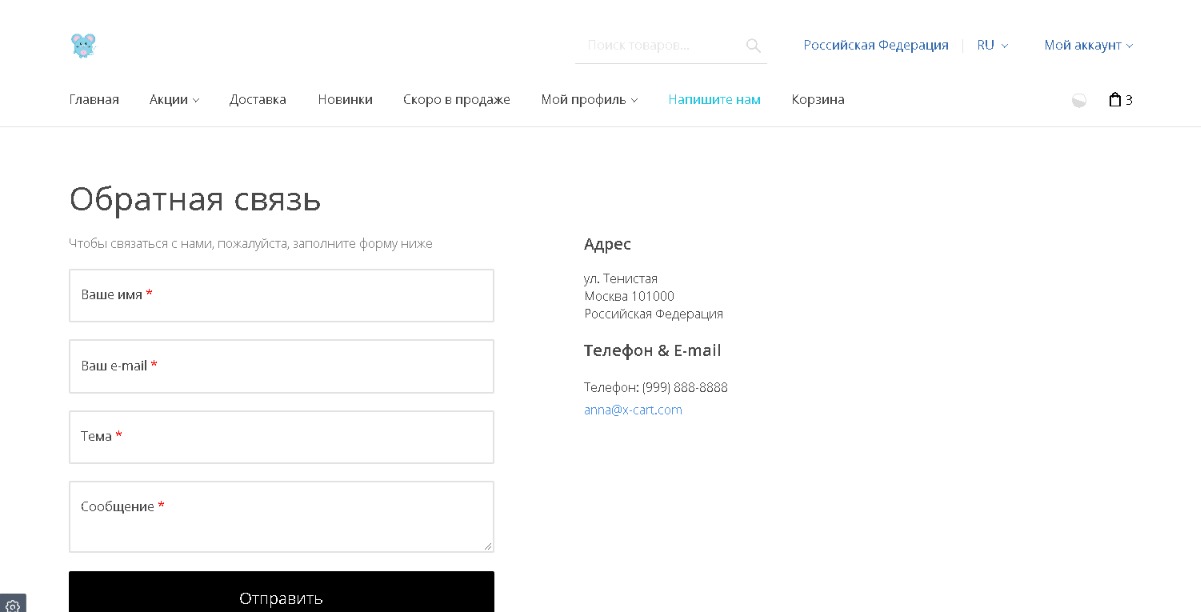 Поиск товаров...
Российская Федерация
RU
Мой аккаунт
Главная
Акции
Доставка
Новинки
Скоро в продаже
Мой профиль
Напишите нам
Корзина
3
Обратная связь
Чтобы связаться с нами, пожалуйста, заполните форму ниже
Ваше имя *
Ваш e-mail *
Тема *
Сообщение *
Отправить
Адрес
ул. Тенистая
Москва 101000
Российская Федерация
Телефон & E-mail
Телефон: (999) 888-8888
anna@x-cart.com